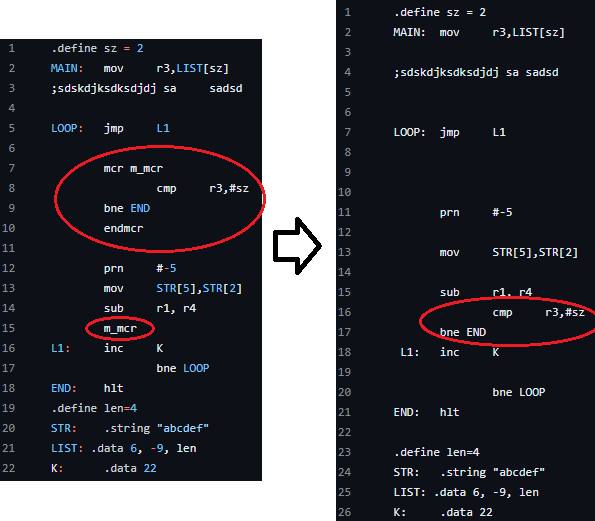 1 .define sz = 2
2 MAIN: mov r3,LIST[sz]
3 ;sdskdjksdksdjdj sa sadsd
4
5 LOOP: jmp L1
6
7 mcr m_mcr
8 cmp r3,#sz
9 bne END
10 endmcr
11
12 prn #-5
13 mov STR[5],STR[2]
14 sub r1, r4
15 m_mcr
16 L1: inc K
17 bne LOOP
18 END: hlt
19 .define len=4
20 STR: .string "abcdef"
21 LIST: .data 6, -9, len
22 K: .data 22
1 .define sz = 2
2 MAIN: mov r3,LIST[sz]
3
4 ;sdskdjksdksdjdj sa sadsd
5
6
7 LOOP: jmp L1
8
9
10
11 prn #-5
12
13 mov STR[5],STR[2]
14
15 sub r1, r4
16 cmp r3,#sz
17 bne END
18 L1: inc K
19
20 bne LOOP
21 END: hlt
22
23 .define len=4
24 STR: .string "abcdef"
25 LIST: .data 6, -9, len
26 K: .data 22